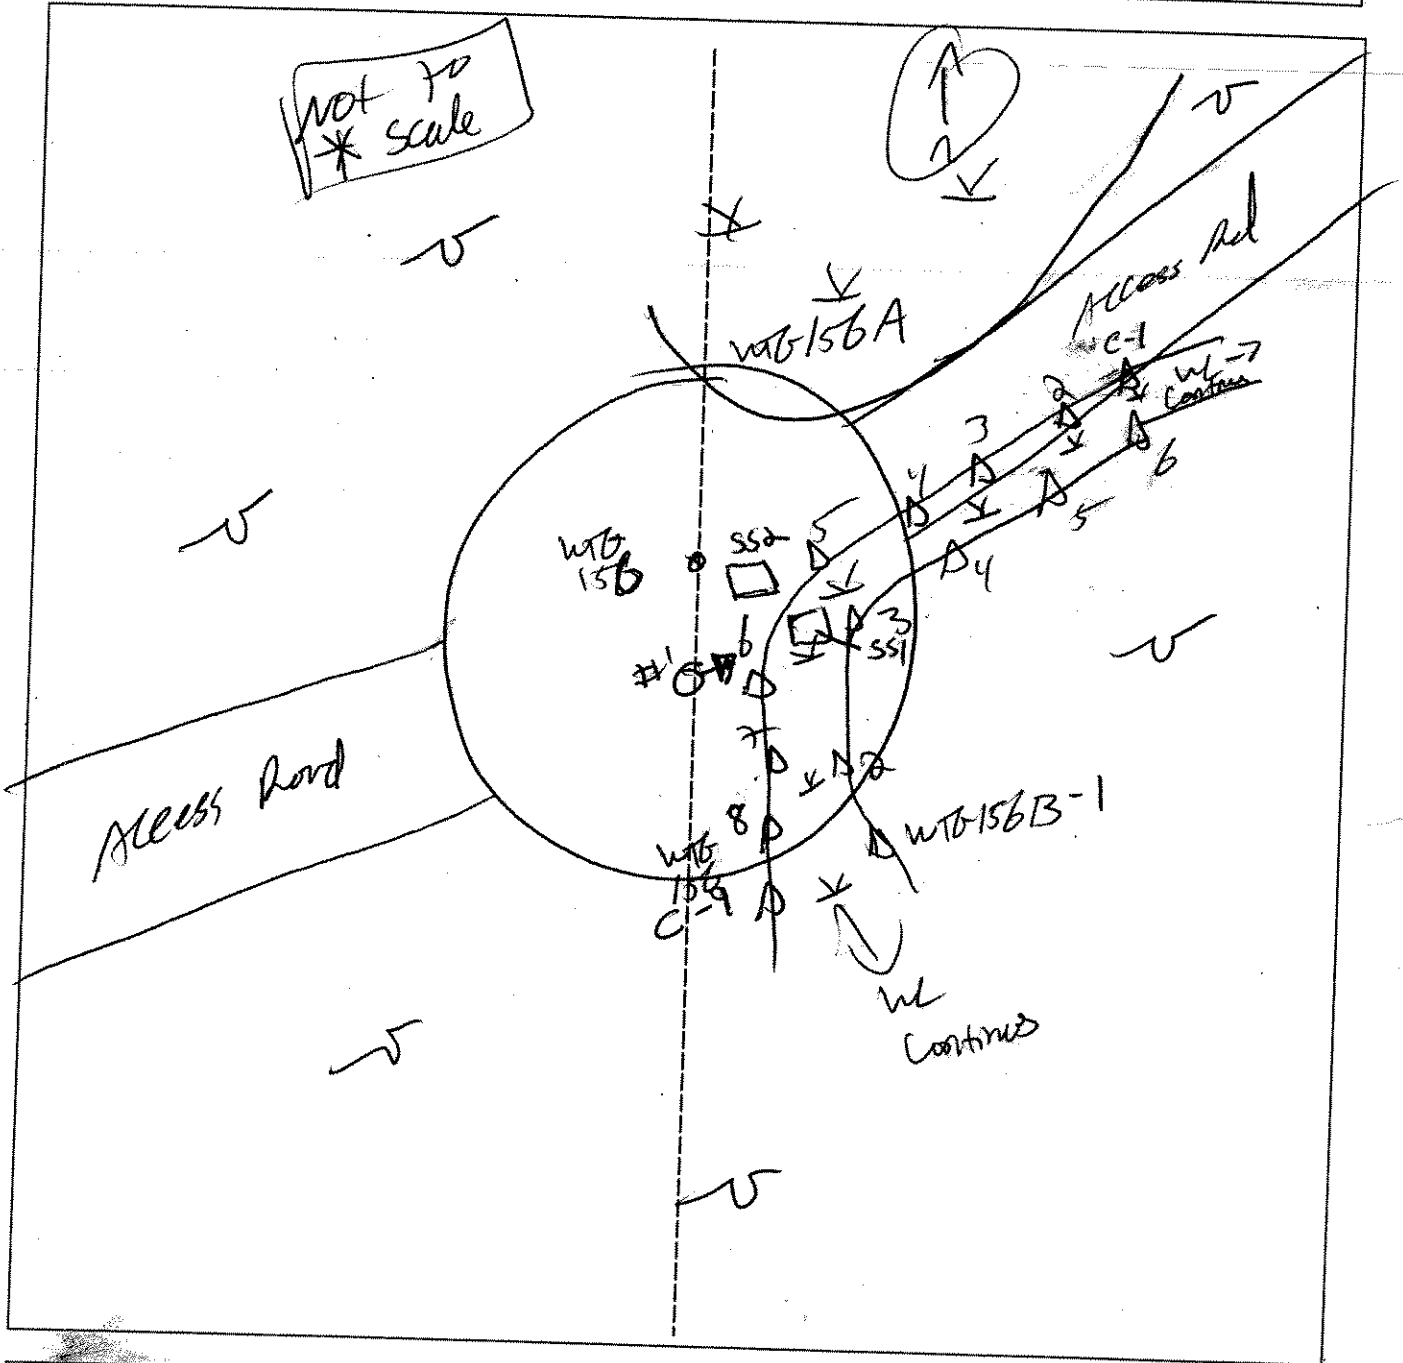 Not to
* scale
N
WTG156A
Access Rd
C-1
WL -7
Continues
2
3
4
5
6
5
4
WTG
156
SS2
3
SS1
6
#1
7
2
8
WTG156B-1
WTG
156
C-9
Access Road
WL
Continues